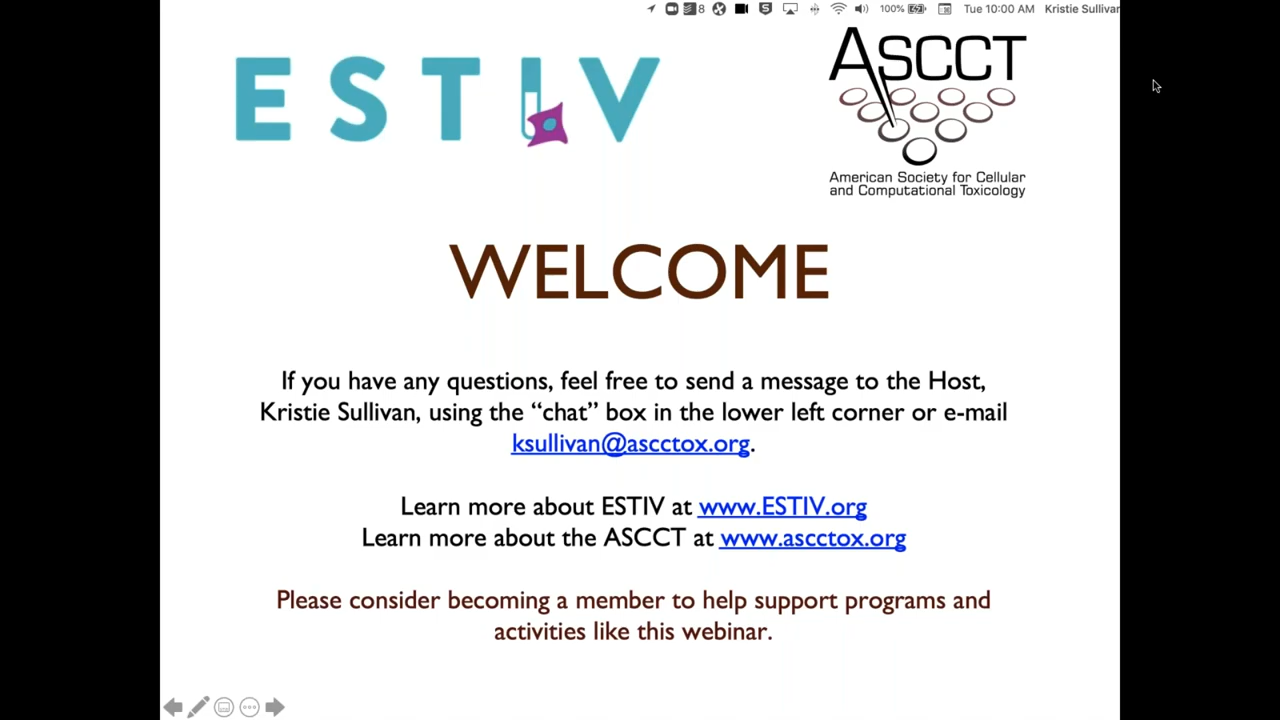 8 100% Tue 10:00 AM Kristie Sullivan
ESTIV
ASCCT
American Society for Cellular
and Computational Toxicology
WELCOME
If you have any questions, feel free to send a message to the Host,
Kristie Sullivan, using the “chat” box in the lower left corner or e-mail
ksullivan@ascctox.org.
Learn more about ESTIV at www.ESTIV.org
Learn more about the ASCCT at www.ascctox.org
Please consider becoming a member to help support programs and
activities like this webinar.